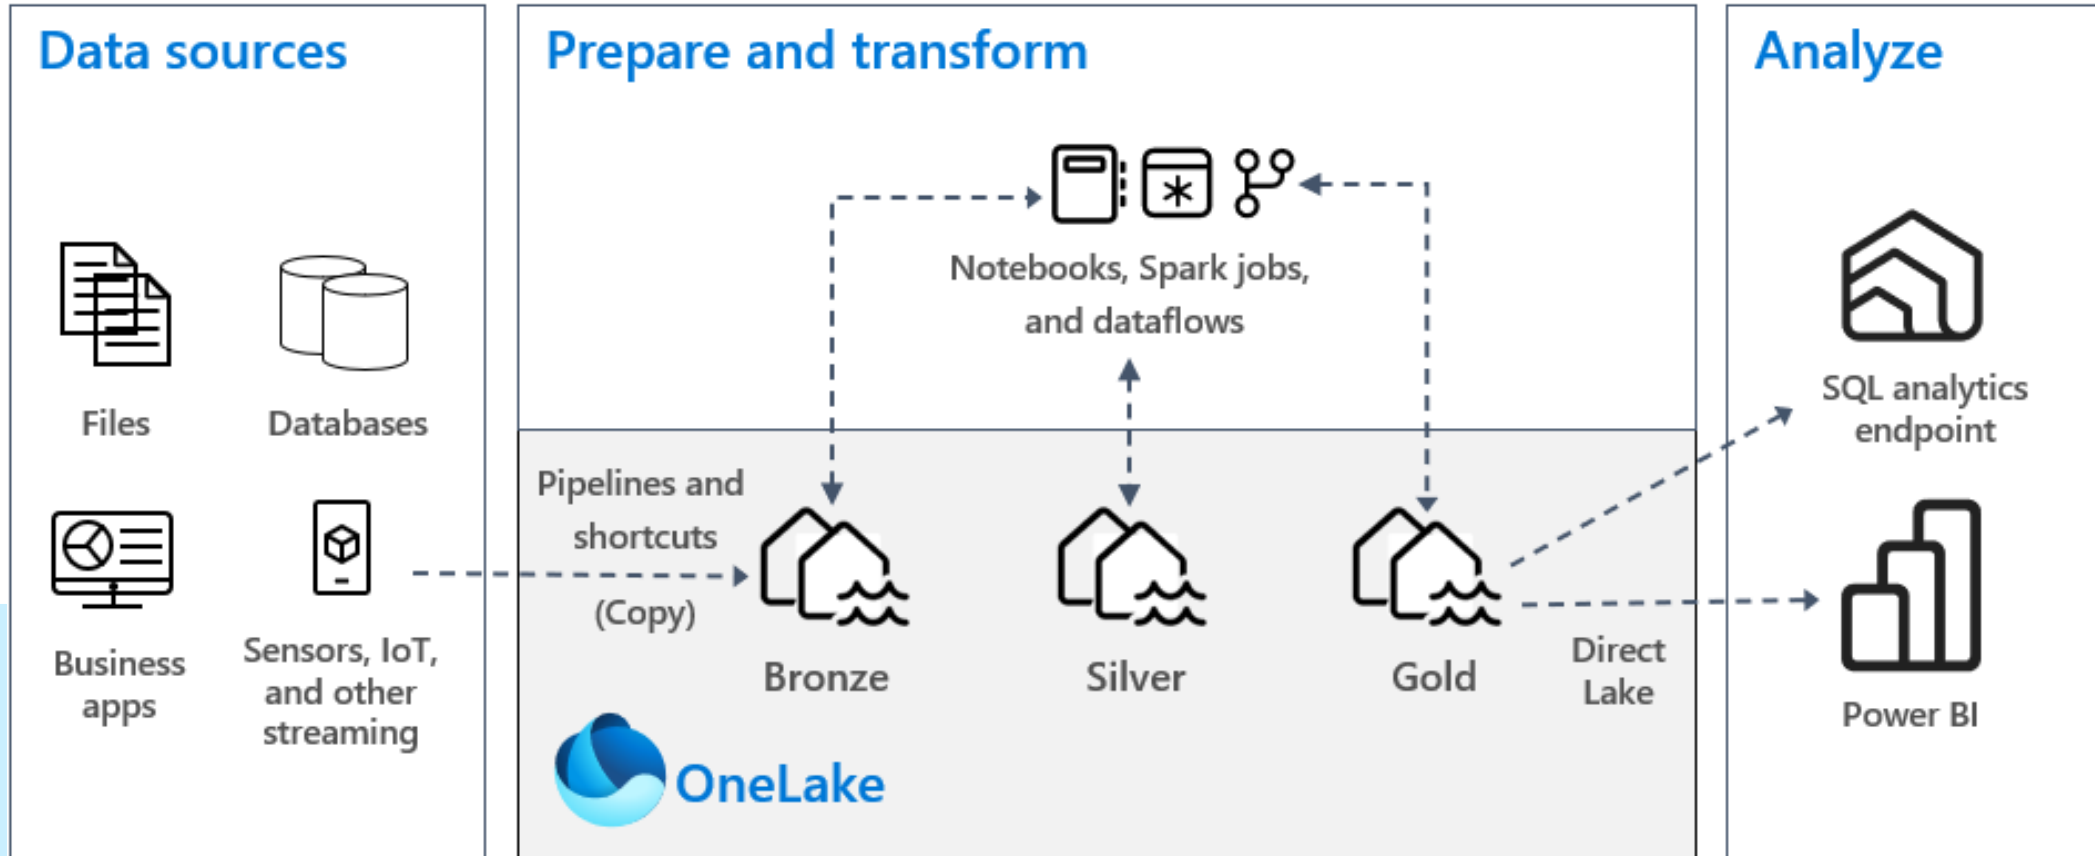 Data sources
Files
Databases
Business
apps
Sensors, IoT,
and other
streaming
Prepare and transform
Notebooks, Spark jobs,
and dataflows
Pipelines and
shortcuts
(Copy)
Bronze
Silver
Gold
Direct
Lake
OneLake
Analyze
SQL analytics
endpoint
Power BI